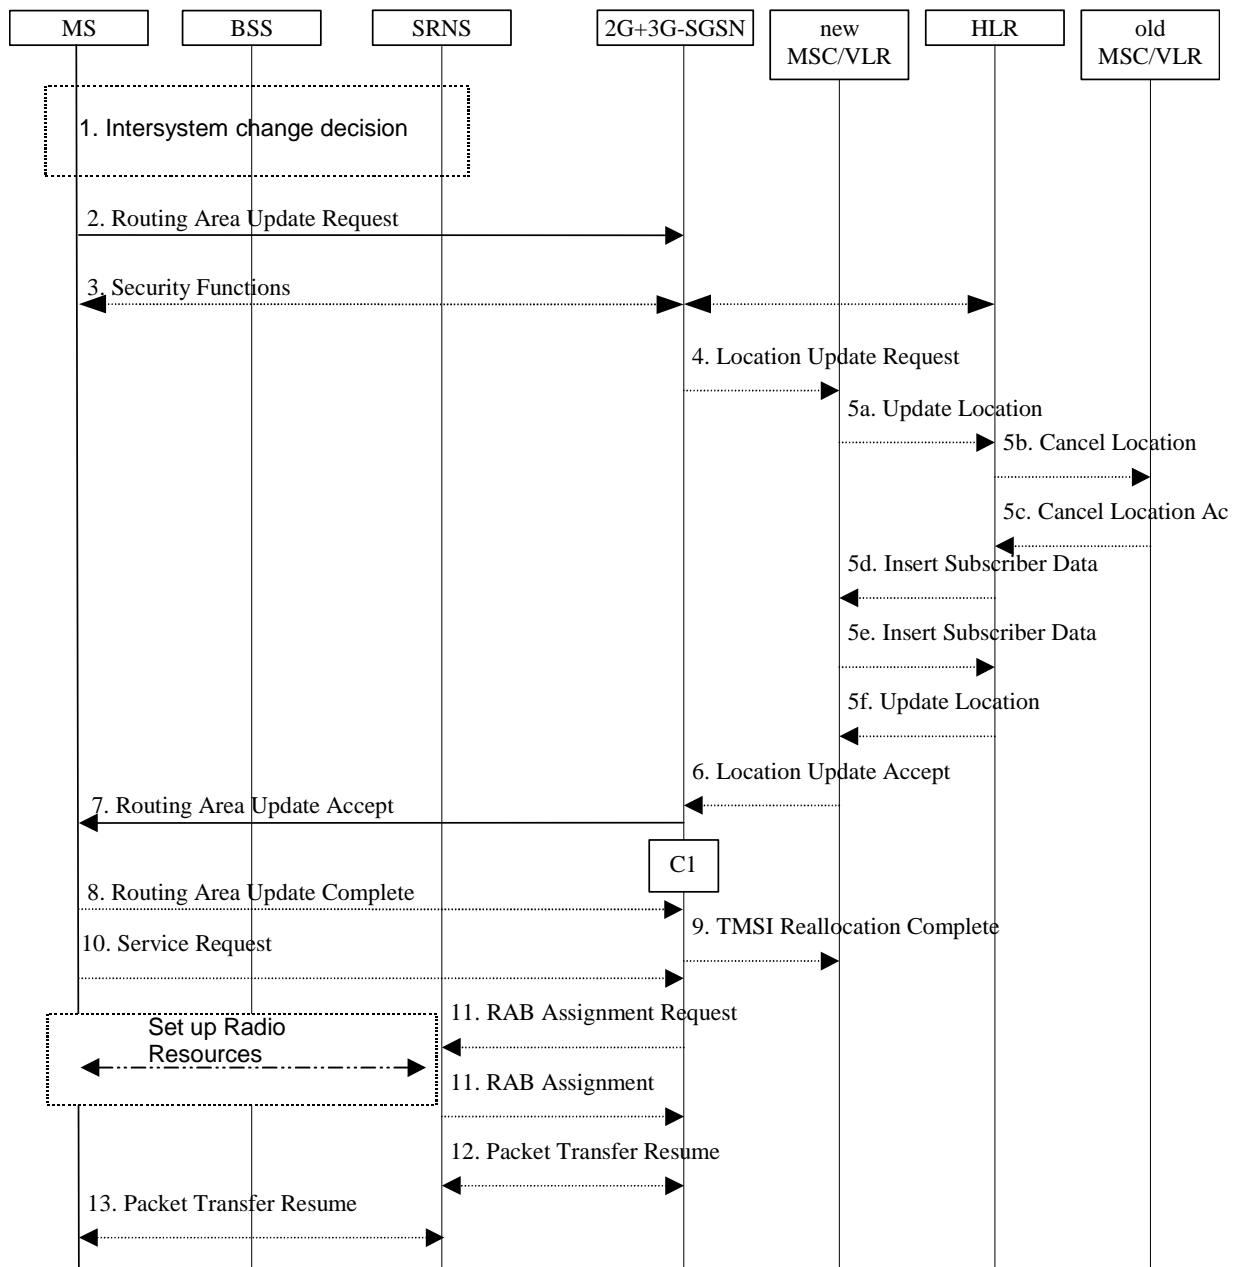 MS
BSS
SRNS
2G+3G-SGSN
new
MSC/VLR
HLR
old
MSC/VLR
1. Intersystem change decision
2. Routing Area Update Request
3. Security Functions
4. Location Update Request
5a. Update Location
5b. Cancel Location
5c. Cancel Location Ac
5d. Insert Subscriber Data
5e. Insert Subscriber Data
5f. Update Location
6. Location Update Accept
7. Routing Area Update Accept
C1
8. Routing Area Update Complete
9. TMSI Reallocation Complete
10. Service Request
11. RAB Assignment Request
Set up Radio
Resources
11. RAB Assignment
12. Packet Transfer Resume
13. Packet Transfer Resume